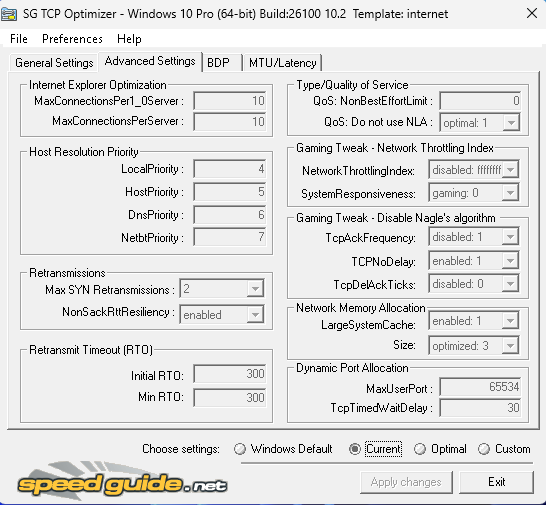 SG TCP Optimizer - Windows 10 Pro (64-bit) Build:26100 10.2 Template: internet
File Preferences Help
General Settings Advanced Settings BDP MTU/Latency
Internet Explorer Optimization
MaxConnectionsPer1_0Server : 10
MaxConnectionsPerServer : 10
Host Resolution Priority
LocalPriority : 4
HostPriority : 5
DnsPriority : 6
NetbtPriority : 7
Retransmissions
Max SYN Retransmissions : 2
NonSackRttResiliency : enabled
Retransmit Timeout (RTO)
Initial RTO: 300
Min RTO: 300
Type/Quality of Service
QoS: NonBestEffortLimit : 0
QoS: Do not use NLA : optimal: 1
Gaming Tweak - Network Throttling Index
NetworkThrottlingIndex: disabled: ffffffff
SystemResponsiveness: gaming: 0
Gaming Tweak - Disable Nagle's algorithm
TcpAckFrequency: disabled: 1
TCPNoDelay: enabled: 1
TcpDelAckTicks: disabled: 0
Network Memory Allocation
LargeSystemCache: enabled: 1
Size: optimized: 3
Dynamic Port Allocation
MaxUserPort : 65534
TcpTimedWaitDelay : 30
Choose settings: Windows Default Current Optimal Custom
speedguide.net
Apply changes Exit